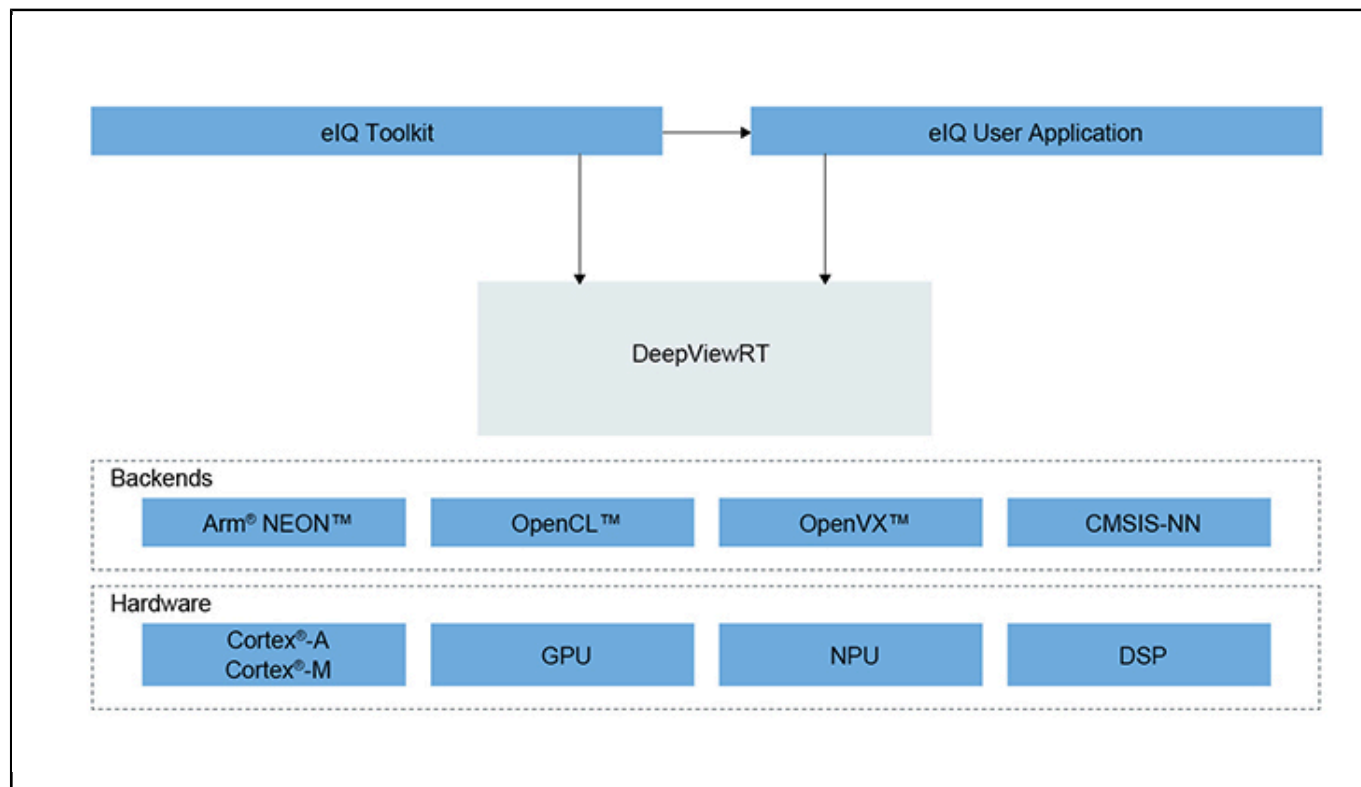 eIQ Toolkit
eIQ User Application
DeepViewRT
Backends
Arm® NEON™
OpenCL™
OpenVX™
CMSIS-NN
Hardware
Cortex®-A
Cortex®-M
GPU
NPU
DSP